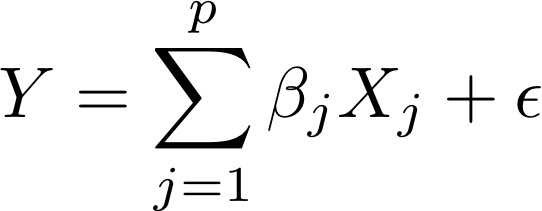 Y = \sum_{j=1}^{p} \beta_j X_j + \epsilon